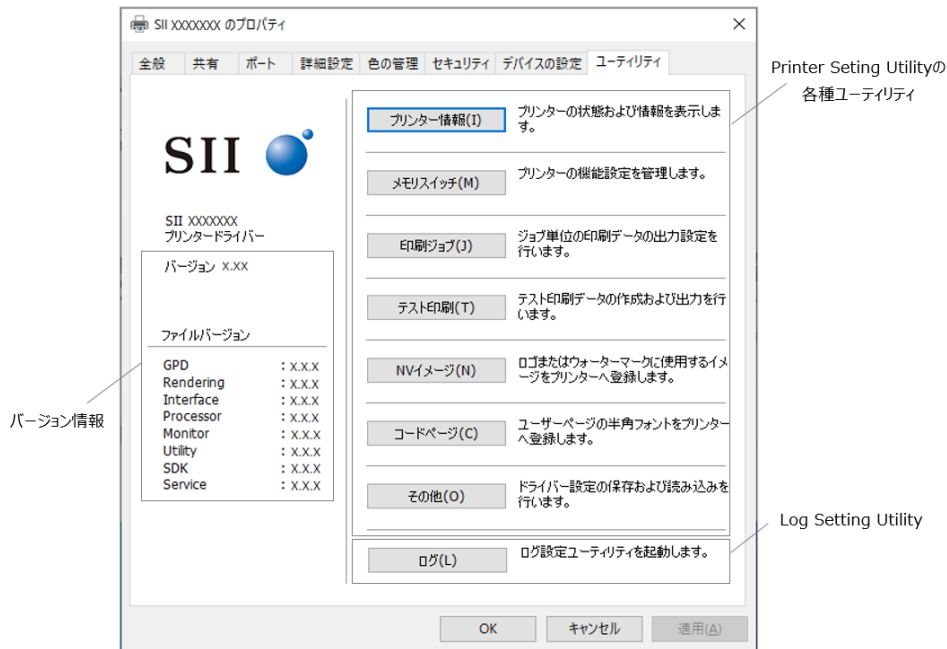 SII xxxxxxx のプロパティ
全般
共有
ポート
詳細設定
色の管理
セキュリティ
デバイスの設定
ユーティリティ
Printer Seting Utilityの
各種ユーティリティ
SII
SII XXXXXXX
プリンタードライバー
バージョン X.XX
ファイルバージョン
GPD : X.X.X
Rendering : X.X.X
Interface : X.X.X
Processor : X.X.X
Monitor : X.X.X
Utility : X.X.X
SDK : X.X.X
Service : X.X.X
バージョン情報
プリンター情報(I)
プリンターの状態および情報を表示しま
す。
メモリスイッチ(M)
プリンターの機能設定を管理します。
印刷ジョブ(J)
ジョブ単位の印刷データの出力設定を
行います。
テスト印刷(T)
テスト印刷データの作成および出力を行
います。
NVイメージ(N)
ロゴまたはウォーターマークに使用するイメ
ージをプリンターへ登録します。
コードページ(C)
ユーザーページの半角フォントをプリンター
へ登録します。
その他(O)
ドライバー設定の保存および読み込みを
行います。
ログ(L)
ログ設定ユーティリティを起動します。
Log Setting Utility
OK
キャンセル
適用(A)